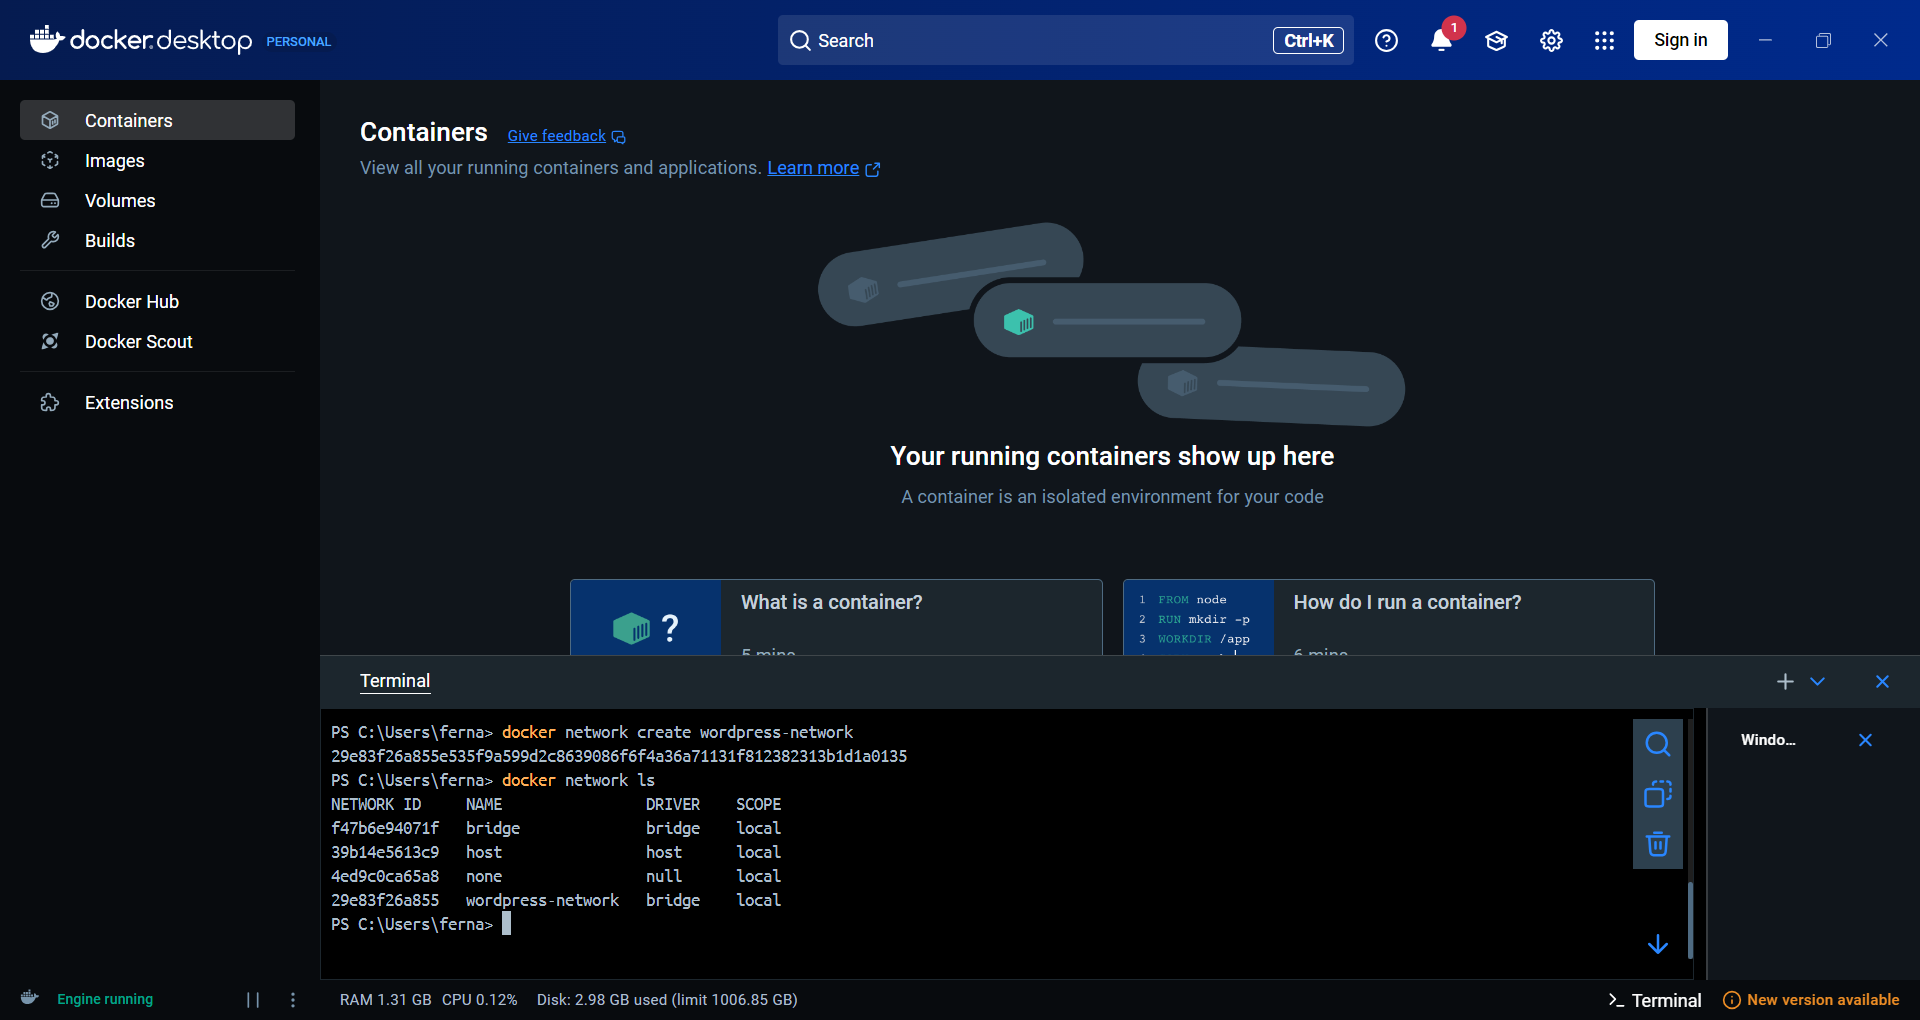 docker.desktop PERSONAL
Search
Ctrl+K
1
Sign in
Containers
Images
Volumes
Builds
Docker Hub
Docker Scout
Extensions
Containers Give feedback
View all your running containers and applications. Learn more
Your running containers show up here
A container is an isolated environment for your code
?
What is a container?
5 mins
1 FROM node
2 RUN mkdir -p
3 WORKDIR /app
How do I run a container?
6 mins
Terminal
PS C:\Users\ferna> docker network create wordpress-network
29e83f26a855e535f9a599d2c8639086f6f4a36a71131f812382313b1d1a0135
PS C:\Users\ferna> docker network ls
NETWORK ID NAME DRIVER SCOPE
f47b6e94071f bridge bridge local
39b14e5613c9 host host local
4ed9c0ca65a8 none null local
29e83f26a855 wordpress-network bridge local
PS C:\Users\ferna>
Windo...
Engine running
RAM 1.31 GB CPU 0.12% Disk: 2.98 GB used (limit 1006.85 GB)
Terminal
New version available